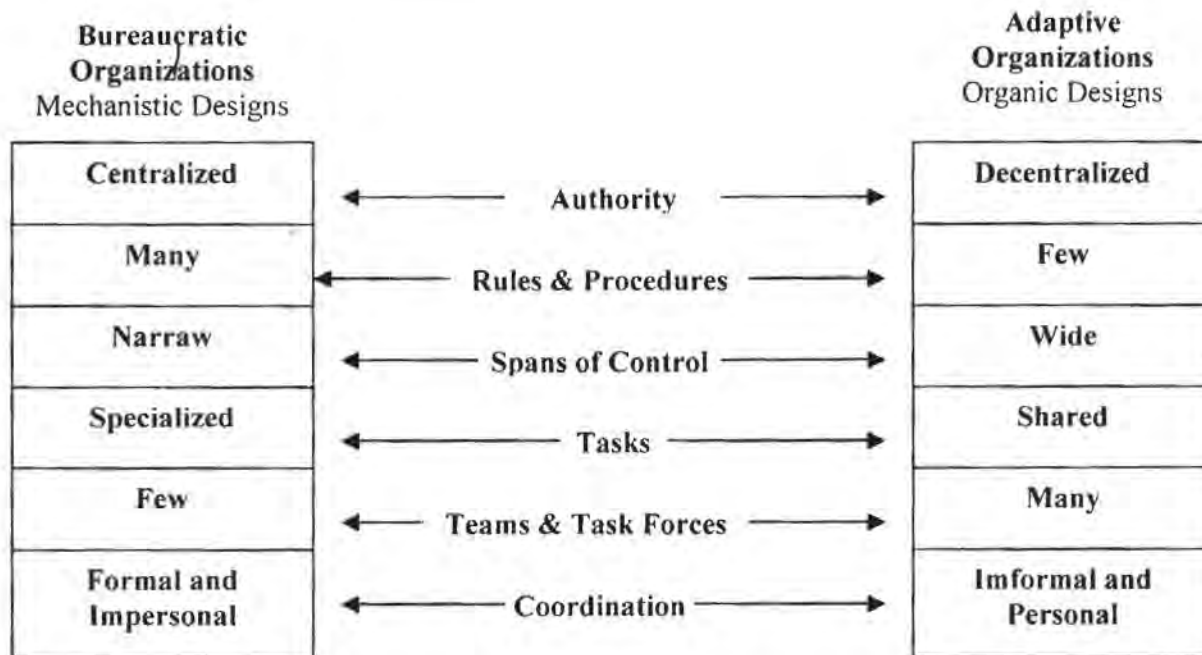 Bureaucratic
Organizations
Mechanistic Designs
Adaptive
Organizations
Organic Designs
Centralized
Authority
Decentralized
Many
Rules & Procedures
Few
Narraw
Spans of Control
Wide
Specialized
Tasks
Shared
Few
Teams & Task Forces
Many
Formal and
Impersonal
Coordination
Imformal and
Personal